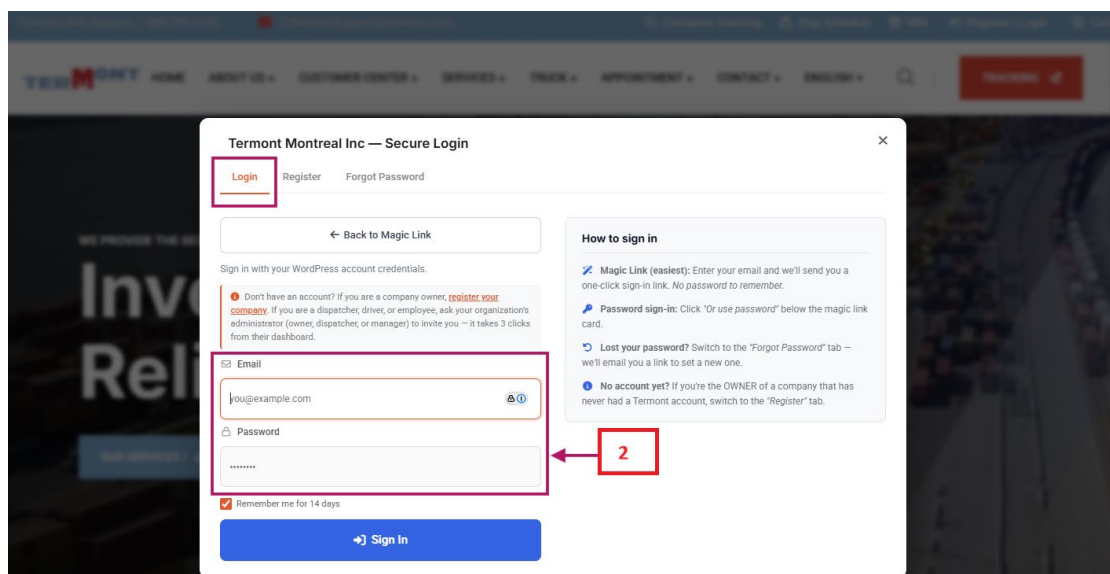 TERMONT
HOME
ABOUT US
CUSTOMER CENTER
SERVICES
TRUCK
APPOINTMENT
CONTACT
ENGLISH
TRACKING
Termont Montreal Inc — Secure Login
×
Login
Register
Forgot Password
← Back to Magic Link
Sign in with your WordPress account credentials.
Don't have an account? If you are a company owner, register your
company. If you are a dispatcher, driver, or employee, ask your organization's
administrator (owner, dispatcher, or manager) to invite you — it takes 3 clicks
from their dashboard.
Email
you@example.com
Password
••••••••
Remember me for 14 days
Sign In
How to sign in
Magic Link (easiest): Enter your email and we'll send you a
one-click sign-in link. No password to remember.
Password sign-in: Click "Or use password" below the magic link
card.
Lost your password? Switch to the "Forgot Password" tab —
we'll email you a link to set a new one.
No account yet? If you're the OWNER of a company that has
never had a Termont account, switch to the "Register" tab.
2
WE PROVIDE THE
Inv
Reli
OUR SERVICES